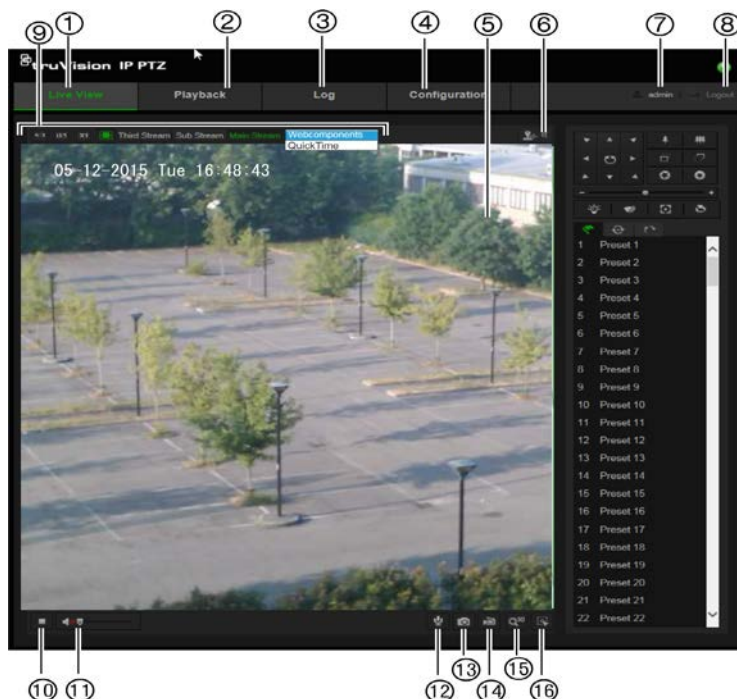 ① ② ③ ④ ⑤ ⑥ ⑦ ⑧
⑨
truVision IP PTZ
Live View Playback Log Configuration admin Logout
4:3 16:9 X1 Third Stream Sub Stream Main Stream Webcomponents
QuickTime
05-12-2015 Tue 16:48:43
1 Preset 1
2 Preset 2
3 Preset 3
4 Preset 4
5 Preset 5
6 Preset 6
7 Preset 7
8 Preset 8
9 Preset 9
10 Preset 10
11 Preset 11
12 Preset 12
13 Preset 13
14 Preset 14
15 Preset 15
16 Preset 16
17 Preset 17
18 Preset 18
19 Preset 19
20 Preset 20
21 Preset 21
22 Preset 22
⑩ ⑪ ⑫ ⑬ ⑭ ⑮ ⑯